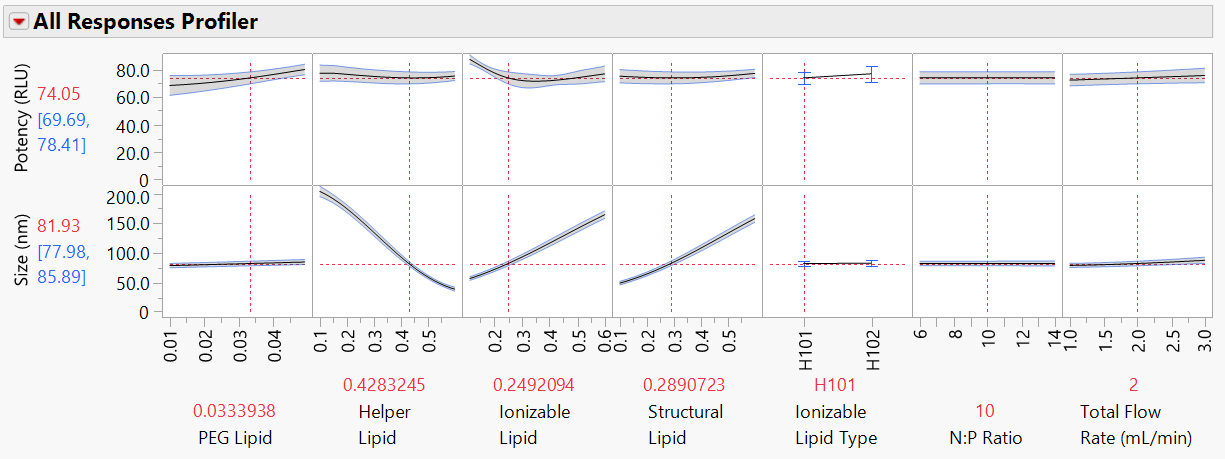 All Responses Profiler
Potency (RLU)
74.05
[69.69,
78.41]
80.0
60.0
40.0
20.0
0
Size (nm)
81.93
[77.98,
85.89]
200.0
150.0
100.0
50.0
0
0.01 0.02 0.03 0.04 0.1 0.2 0.3 0.4 0.5 0.2 0.3 0.4 0.5 0.6 0.1 0.2 0.3 0.4 0.5 H101 H102 6 8 10 12 14 1.0 1.5 2.0 2.5 3.0
0.0333938
PEG Lipid
0.4283245
Helper
Lipid
0.2492094
Ionizable
Lipid
0.2890723
Structural
Lipid
H101
Ionizable
Lipid Type
10
N:P Ratio
2
Total Flow
Rate (mL/min)